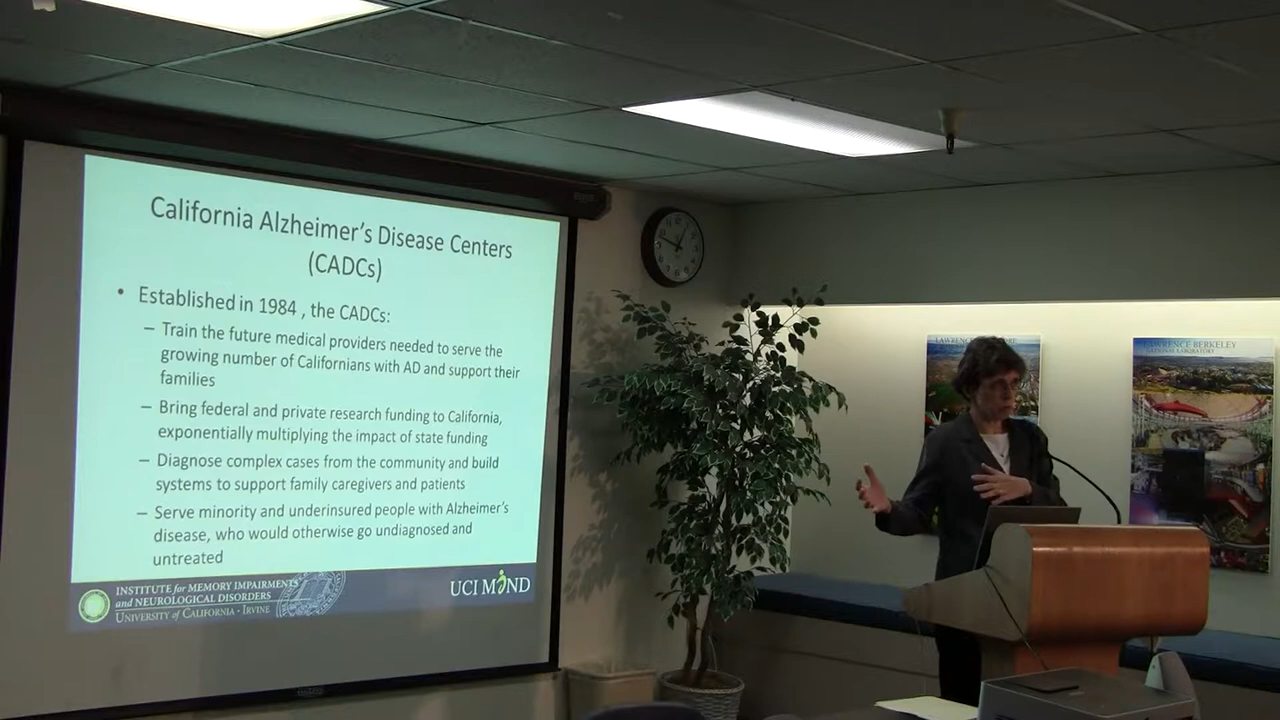 California Alzheimer's Disease Centers
(CADCs)
• Established in 1984 , the CADCs:
– Train the future medical providers needed to serve the
growing number of Californians with AD and support their
families
– Bring federal and private research funding to California,
exponentially multiplying the impact of state funding
– Diagnose complex cases from the community and build
systems to support family caregivers and patients
– Serve minority and underinsured people with Alzheimer's
disease, who would otherwise go undiagnosed and
untreated
INSTITUTE for MEMORY IMPAIRMENTS
and NEUROLOGICAL DISORDERS
UNIVERSITY of CALIFORNIA · IRVINE
UCI MIND
LAWRENCE
LAWRENCE BERKELEY
NATIONAL LABORATORY